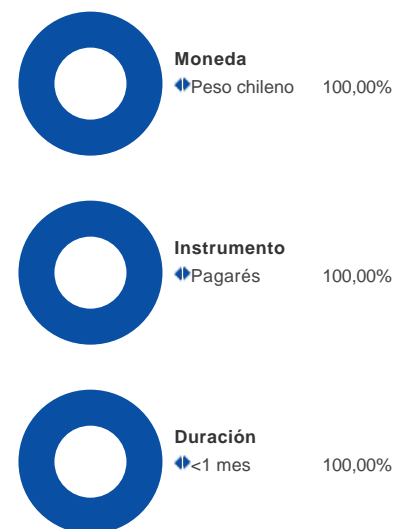 Moneda
Peso chileno 100,00%
Instrumento
Pagarés 100,00%
Duración
<1 mes 100,00%